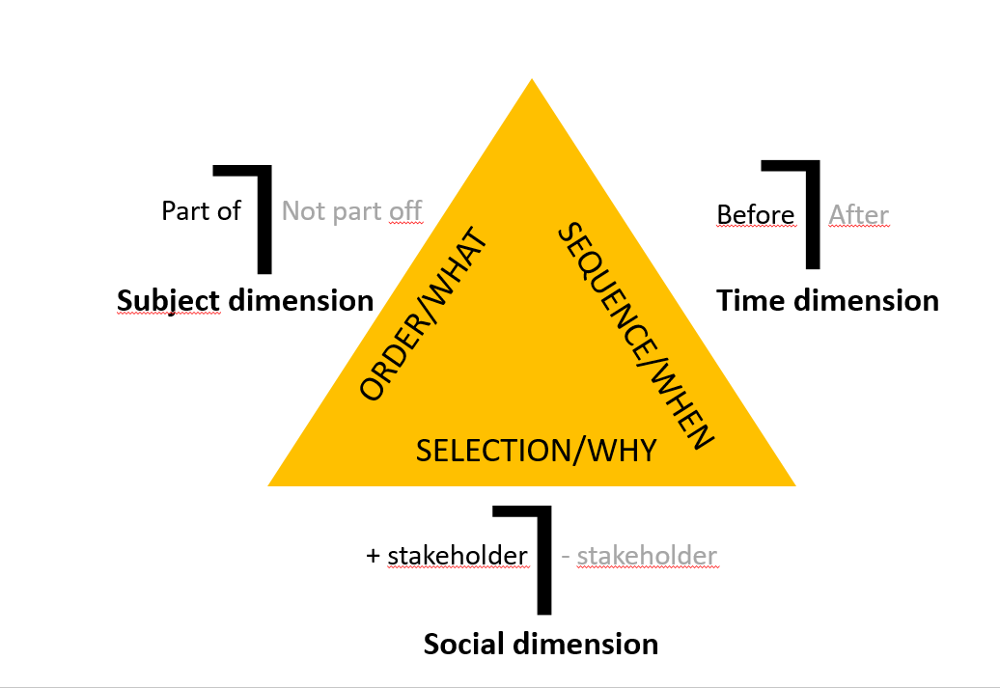 Part of
Not part off
Subject dimension
Before
After
Time dimension
ORDER/WHAT
SEQUENCE/WHEN
SELECTION/WHY
+ stakeholder
- stakeholder
Social dimension